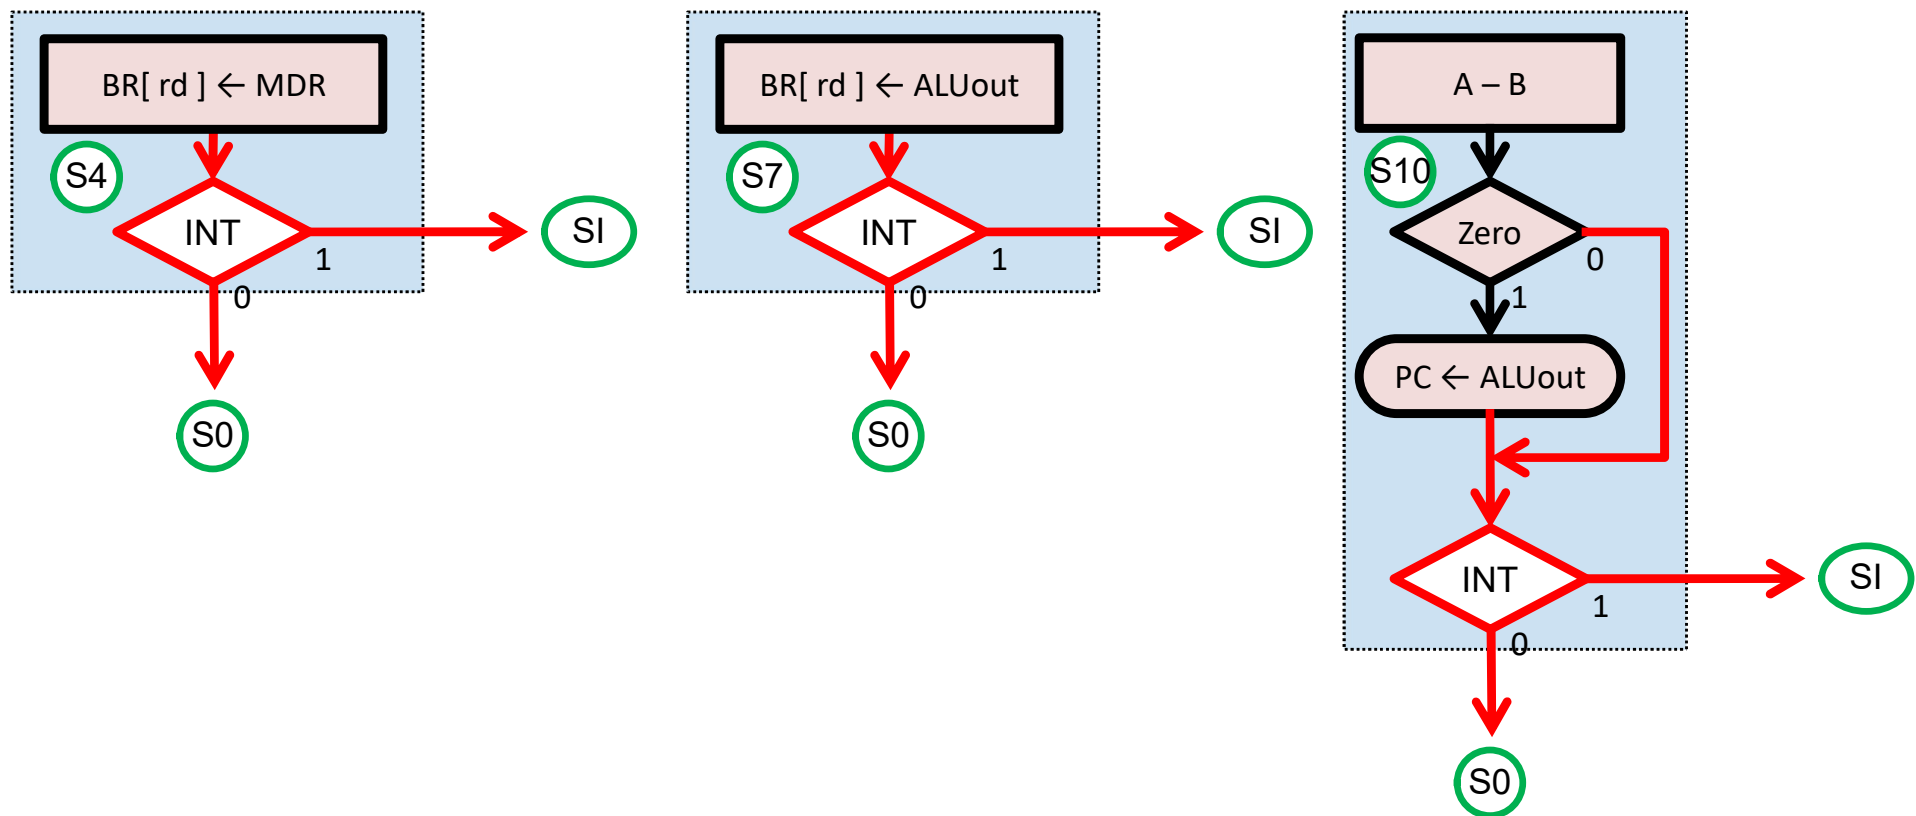 BR[ rd ] ← MDR
S4
INT
1
0
SI
S0
BR[ rd ] ← ALUout
S7
INT
1
0
SI
S0
A – B
S10
Zero
0
1
PC ← ALUout
INT
1
0
SI
S0